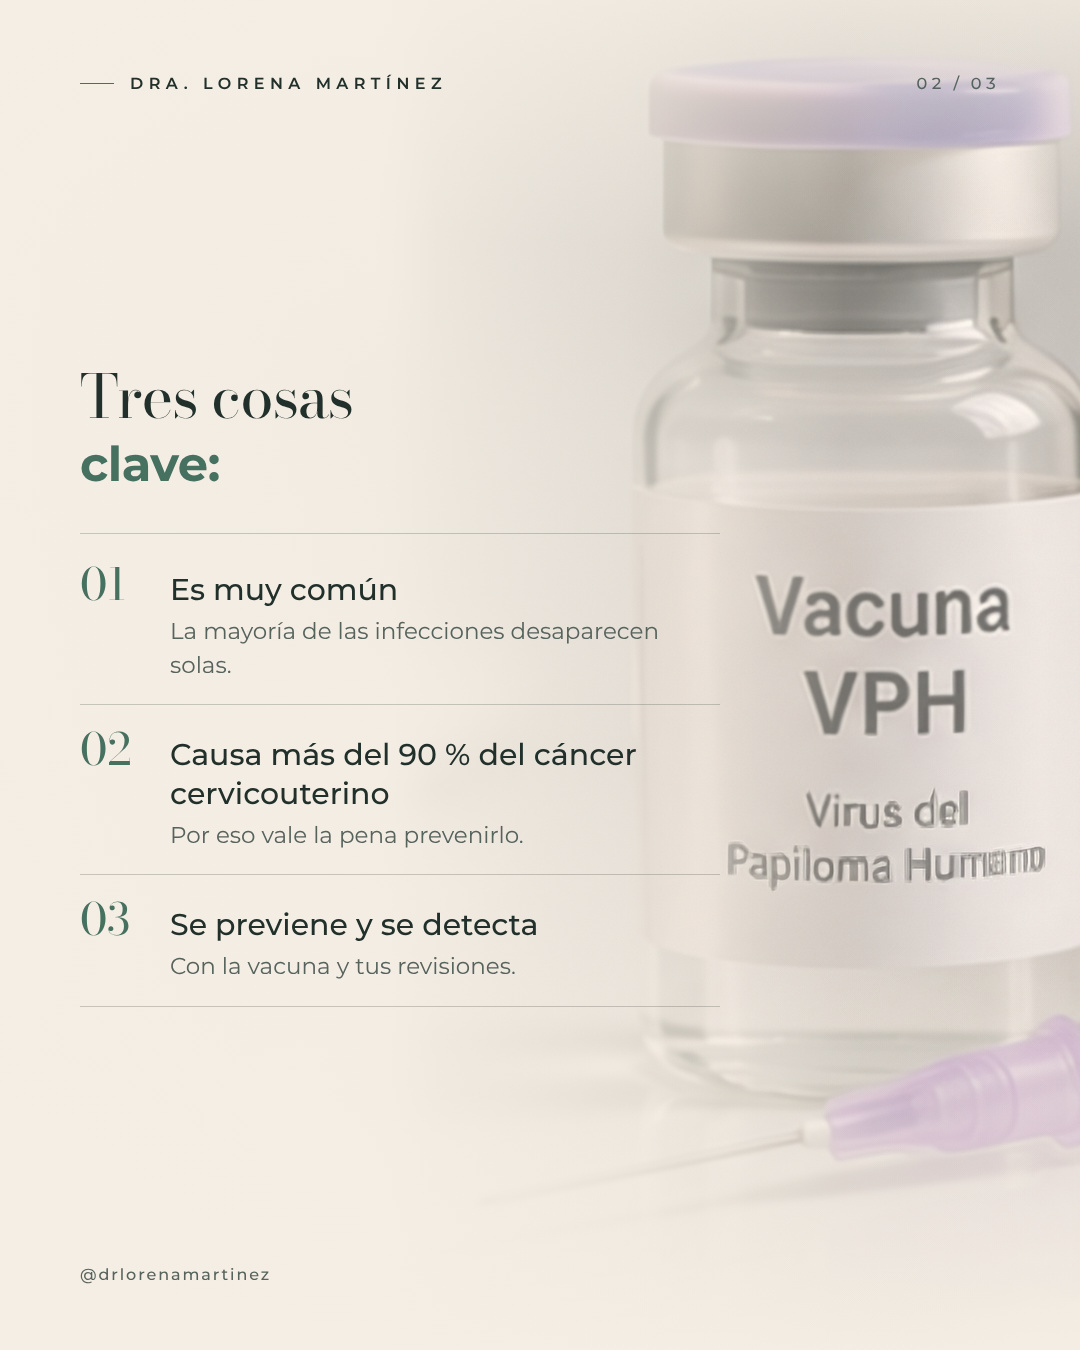 DRA. LORENA MARTÍNEZ
02 / 03
Tres cosas
clave:
01
Es muy común
La mayoría de las infecciones desaparecen
solas.
02
Causa más del 90 % del cáncer
cervicouterino
Por eso vale la pena prevenirlo.
03
Se previene y se detecta
Con la vacuna y tus revisiones.
Vacuna
VPH
Virus del
Papiloma
@drlorenamartinez